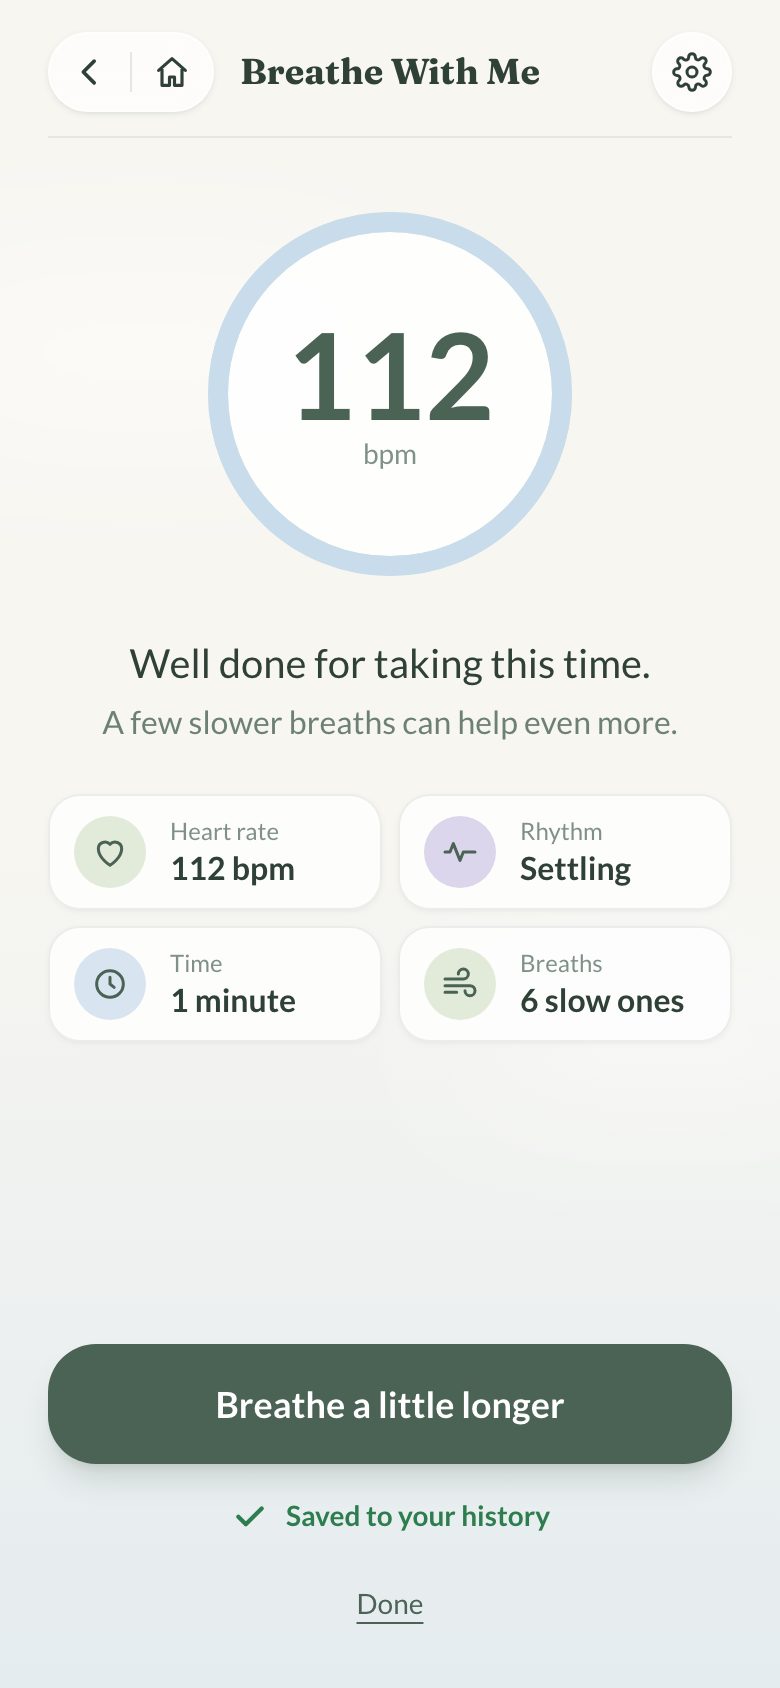 Breathe With Me
112
bpm
Well done for taking this time.
A few slower breaths can help even more.
Heart rate
112 bpm
Rhythm
Settling
Time
1 minute
Breaths
6 slow ones
Breathe a little longer
Saved to your history
Done